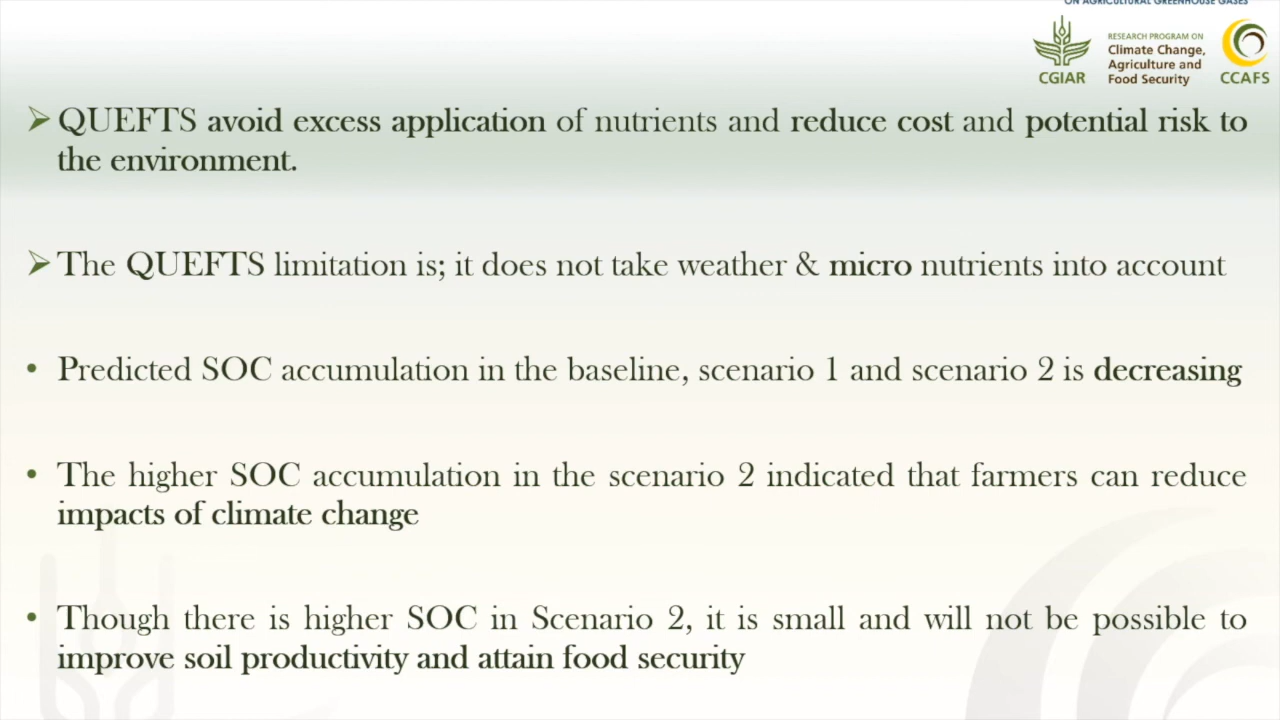 ON AGRICULTURAL GREENHOUSE GASES
RESEARCH PROGRAM ON
Climate Change,
Agriculture and
Food Security
CGIAR
CCAFS
➢ QUEFTS avoid excess application of nutrients and reduce cost and potential risk to
the environment.
➢ The QUEFTS limitation is; it does not take weather & micro nutrients into account
• Predicted SOC accumulation in the baseline, scenario 1 and scenario 2 is decreasing
• The higher SOC accumulation in the scenario 2 indicated that farmers can reduce
impacts of climate change
• Though there is higher SOC in Scenario 2, it is small and will not be possible to
improve soil productivity and attain food security